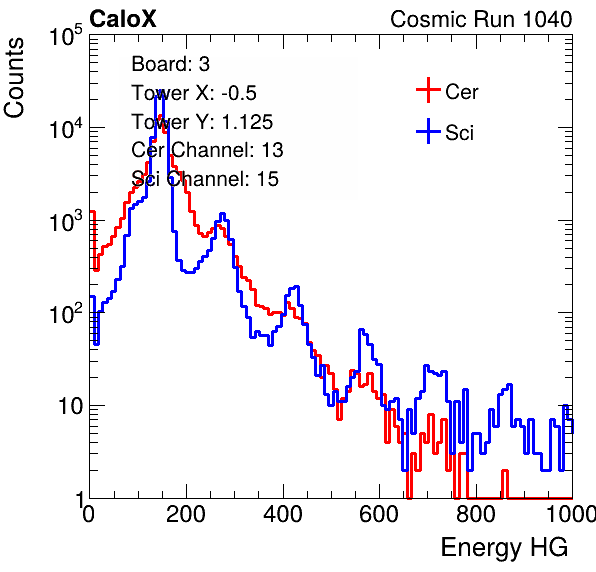 CaloX Cosmic Run 1040
Counts
10^5
10^4
10^3
10^2
10
1
Board: 3
Tower X: -0.5
Tower Y: 1.125
Cer Channel: 13
Sci Channel: 15
Cer
Sci
0 200 400 600 800 1000
Energy HG